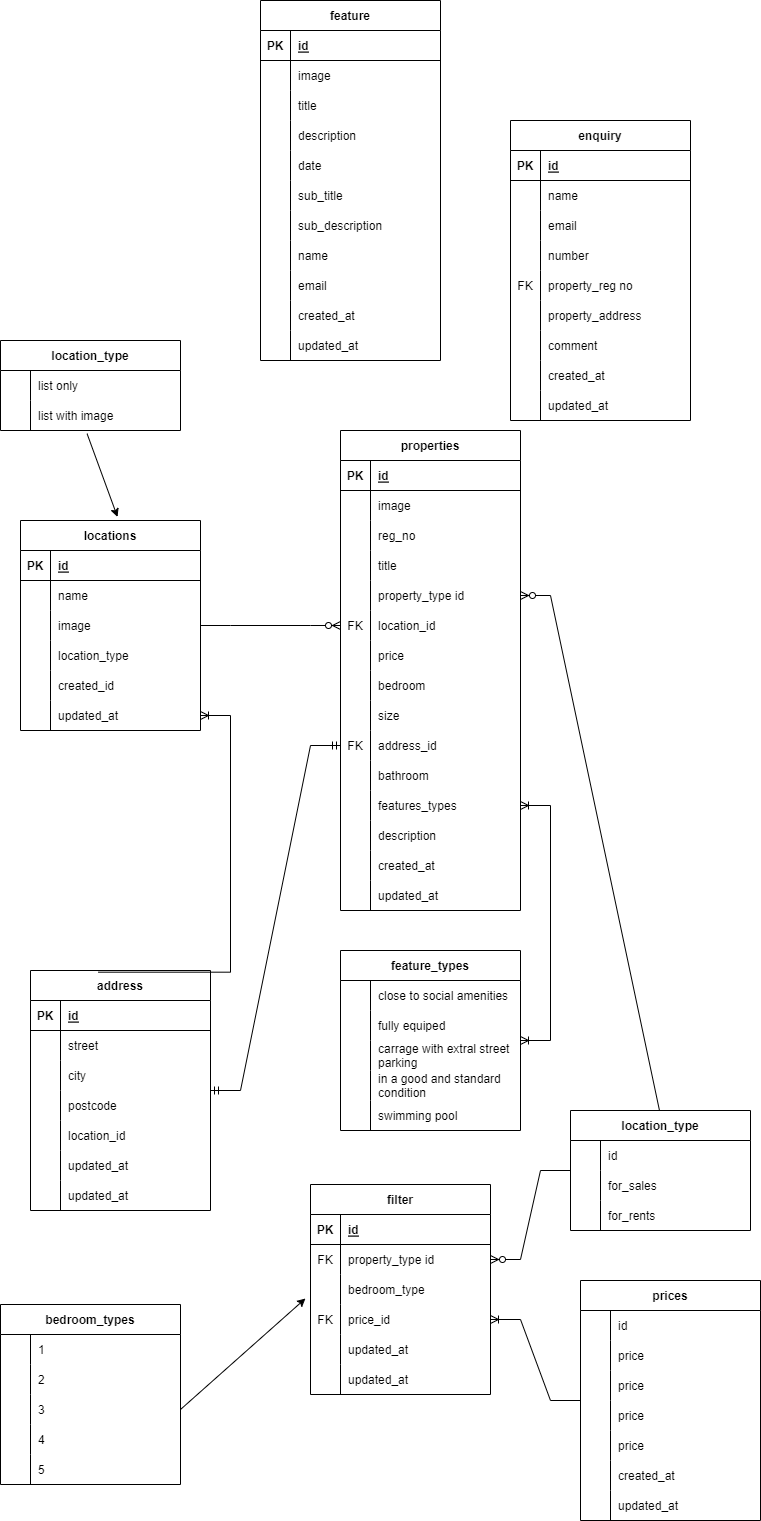 feature
PK id
image
title
description
date
sub_title
sub_description
name
email
created_at
updated_at
enquiry
PK id
name
email
number
FK property_reg no
property_address
comment
created_at
updated_at
location_type
list only
list with image
locations
PK id
name
image
location_type
created_id
updated_at
properties
PK id
image
reg_no
title
property_type id
FK location_id
price
bedroom
size
FK address_id
bathroom
features_types
description
created_at
updated_at
address
PK id
street
city
postcode
location_id
updated_at
updated_at
feature_types
close to social amenities
fully equiped
carrage with extral street
parking
in a good and standard
condition
swimming pool
location_type
id
for_sales
for_rents
filter
PK id
FK property_type id
bedroom_type
FK price_id
updated_at
updated_at
prices
id
price
price
price
price
created_at
updated_at
bedroom_types
1
2
3
4
5